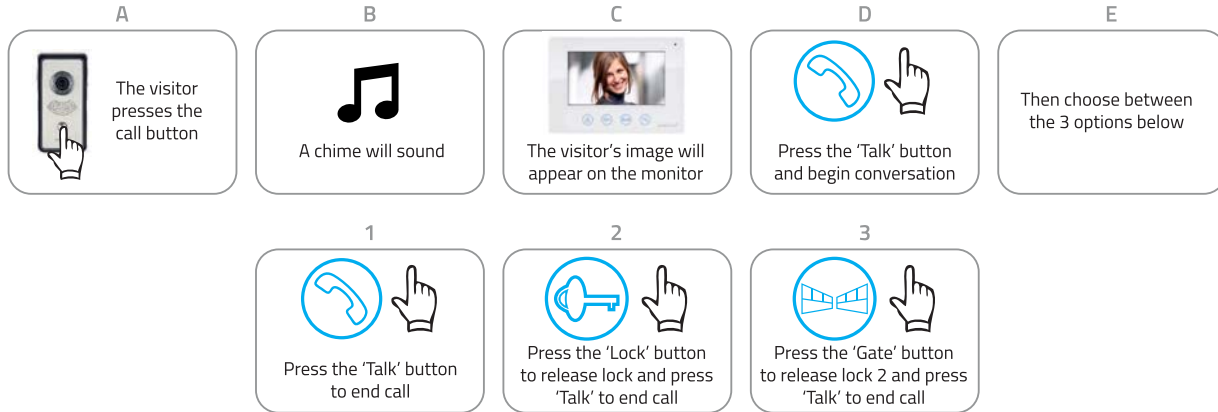 A
B
C
D
E
The visitor
presses the
call button
A chime will sound
The visitor’s image will
appear on the monitor
Press the ‘Talk’ button
and begin conversation
Then choose between
the 3 options below
1
2
3
Press the ‘Talk’ button
to end call
Press the ‘Lock’ button
to release lock and press
‘Talk’ to end call
Press the ‘Gate’ button
to release lock 2 and press
‘Talk’ to end call